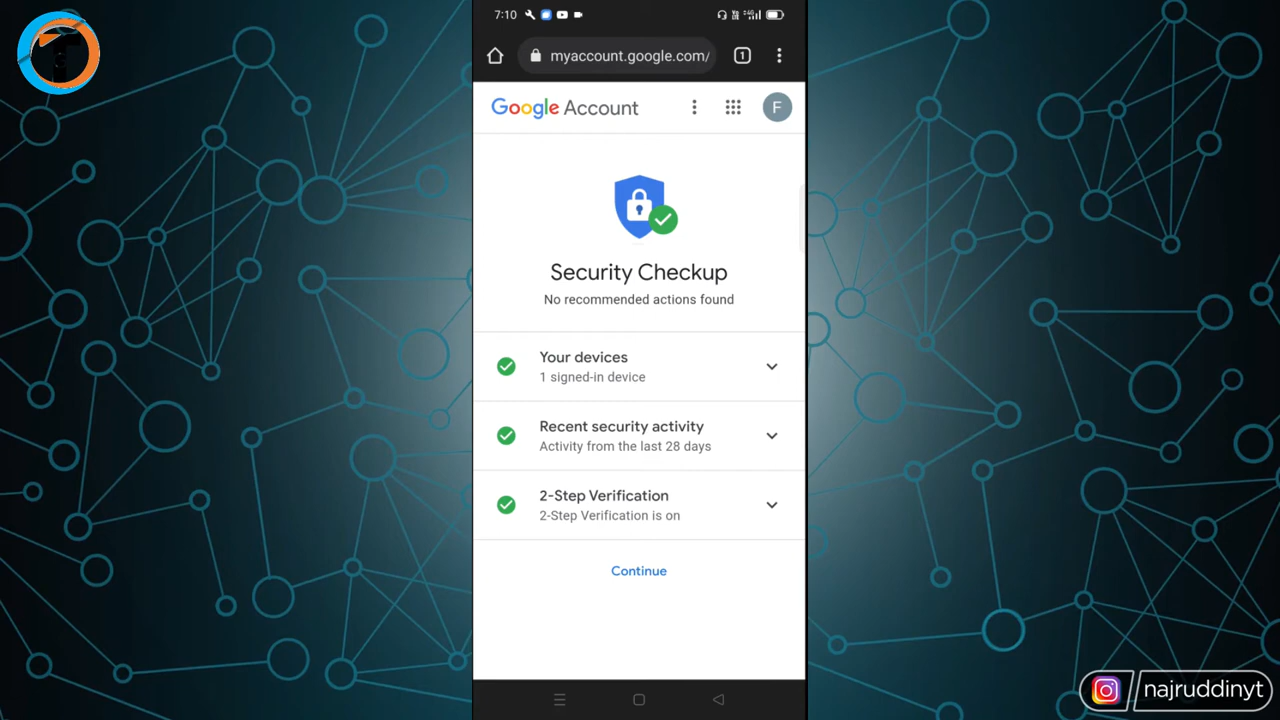 7:10
myaccount.google.com/
1
Google Account
F
Security Checkup
No recommended actions found
Your devices
1 signed-in device
Recent security activity
Activity from the last 28 days
2-Step Verification
2-Step Verification is on
Continue
najruddinyt